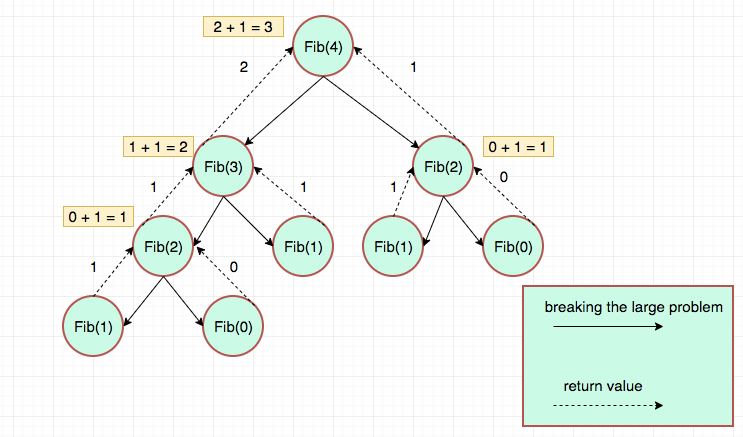 2 + 1 = 3
Fib(4)
2
1
1 + 1 = 2
0 + 1 = 1
Fib(3)
Fib(2)
1
1
1
0
0 + 1 = 1
Fib(2)
Fib(1)
Fib(1)
Fib(0)
1
0
Fib(1)
Fib(0)
breaking the large problem
return value